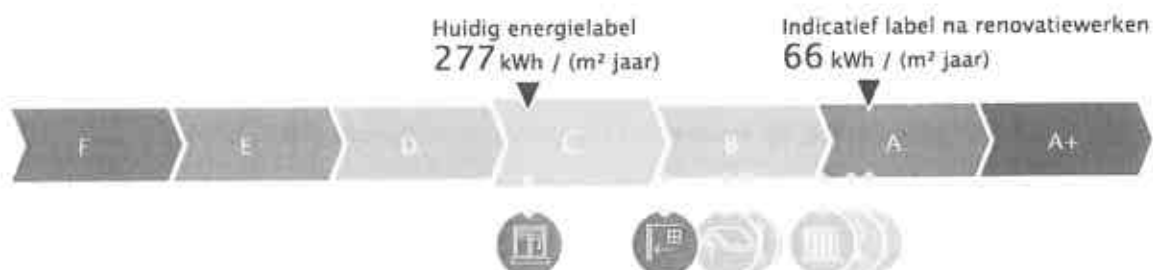 Huidig energielabel
277 kWh / (m² jaar)
Indicatief label na renovatiewerken
66 kWh / (m² jaar)
F
E
D
C
B
A
A+